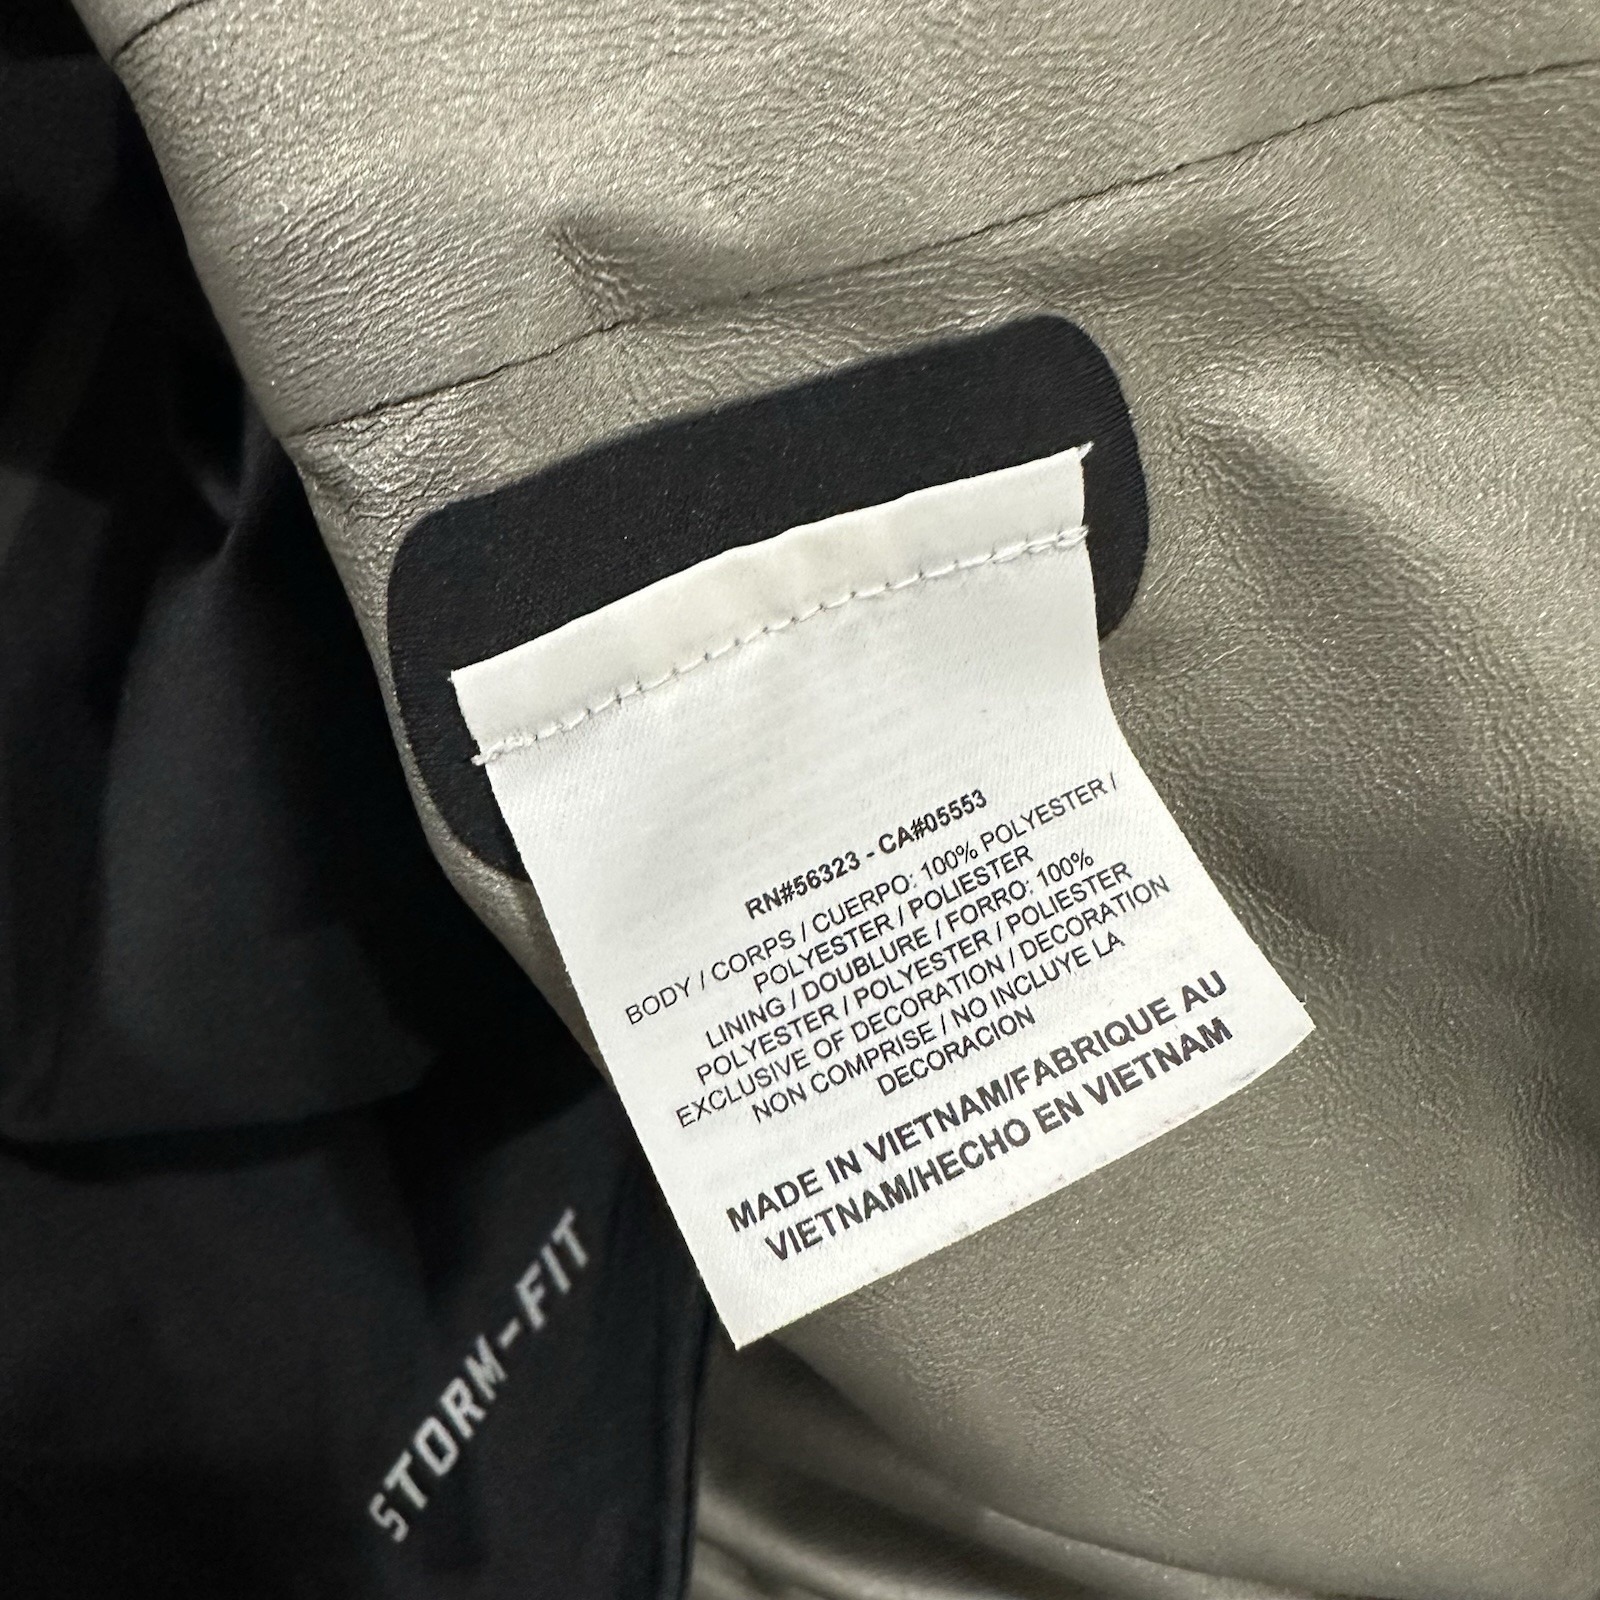 RN#56323 - CA#05553
BODY / CORPS / CUERPO: 100% POLYESTER /
POLYESTER / POLIESTER
LINING / DOUBLURE / FORRO: 100%
POLYESTER / POLYESTER / POLIESTER
EXCLUSIVE OF DECORATION / DECORATION
NON COMPRISE / NO INCLUYE LA
DECORACION
MADE IN VIETNAM/FABRIQUE AU
VIETNAM/HECHO EN VIETNAM
STORM-FIT